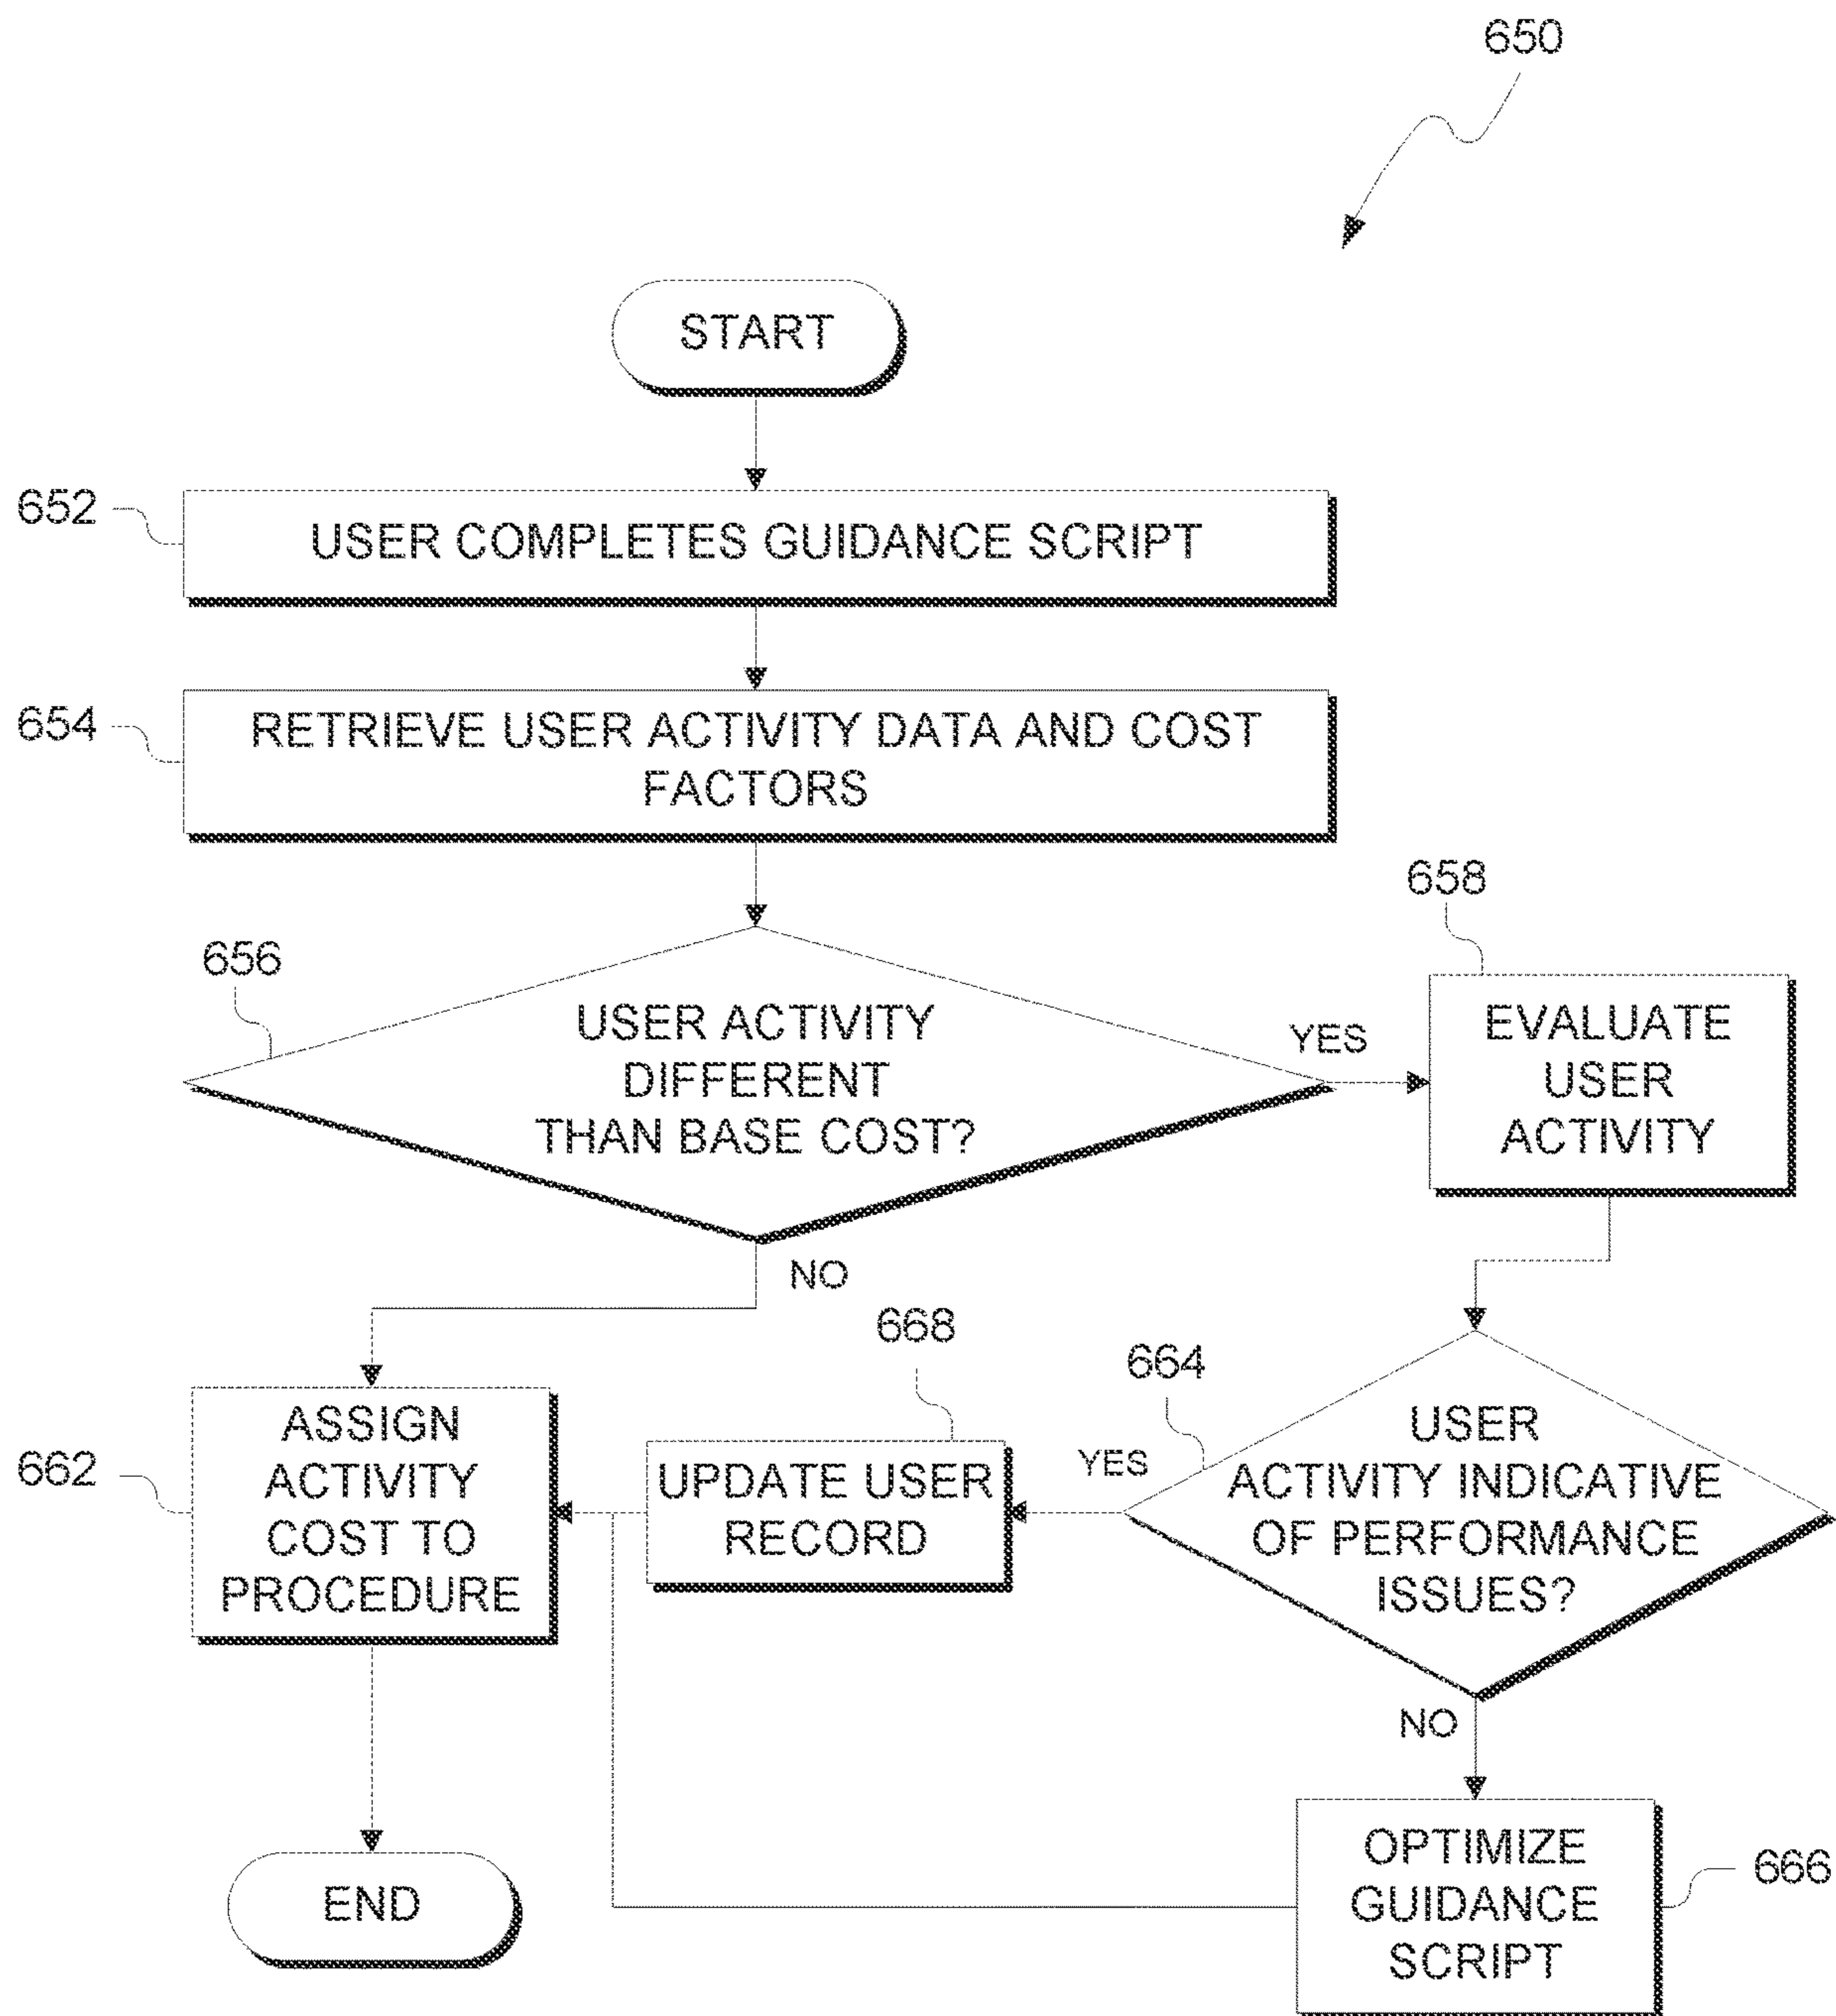 650
START
652
USER COMPLETES GUIDANCE SCRIPT
654
RETRIEVE USER ACTIVITY DATA AND COST
FACTORS
656
USER ACTIVITY
DIFFERENT
THAN BASE COST?
YES
658
EVALUATE
USER
ACTIVITY
NO
662
ASSIGN
ACTIVITY
COST TO
PROCEDURE
668
UPDATE USER
RECORD
YES
664
USER
ACTIVITY INDICATIVE
OF PERFORMANCE
ISSUES?
NO
OPTIMIZE
GUIDANCE
SCRIPT
666
END